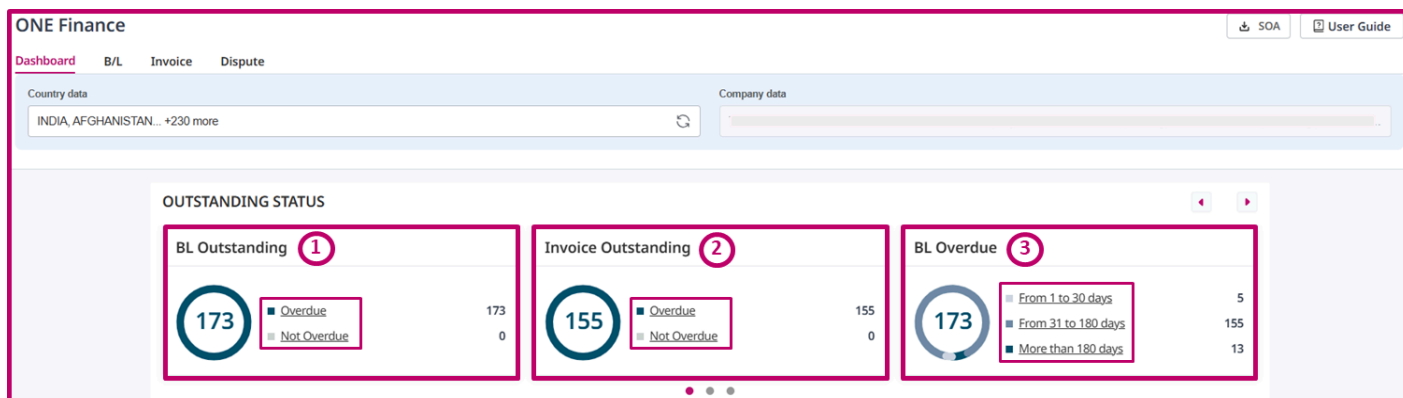 ONE Finance
SOA
User Guide
Dashboard B/L Invoice Dispute
Country data
Company data
INDIA, AFGHANISTAN... +230 more
OUTSTANDING STATUS
BL Outstanding 1
173
Overdue 173
Not Overdue 0
Invoice Outstanding 2
155
Overdue 155
Not Overdue 0
BL Overdue 3
173
From 1 to 30 days 5
From 31 to 180 days 155
More than 180 days 13